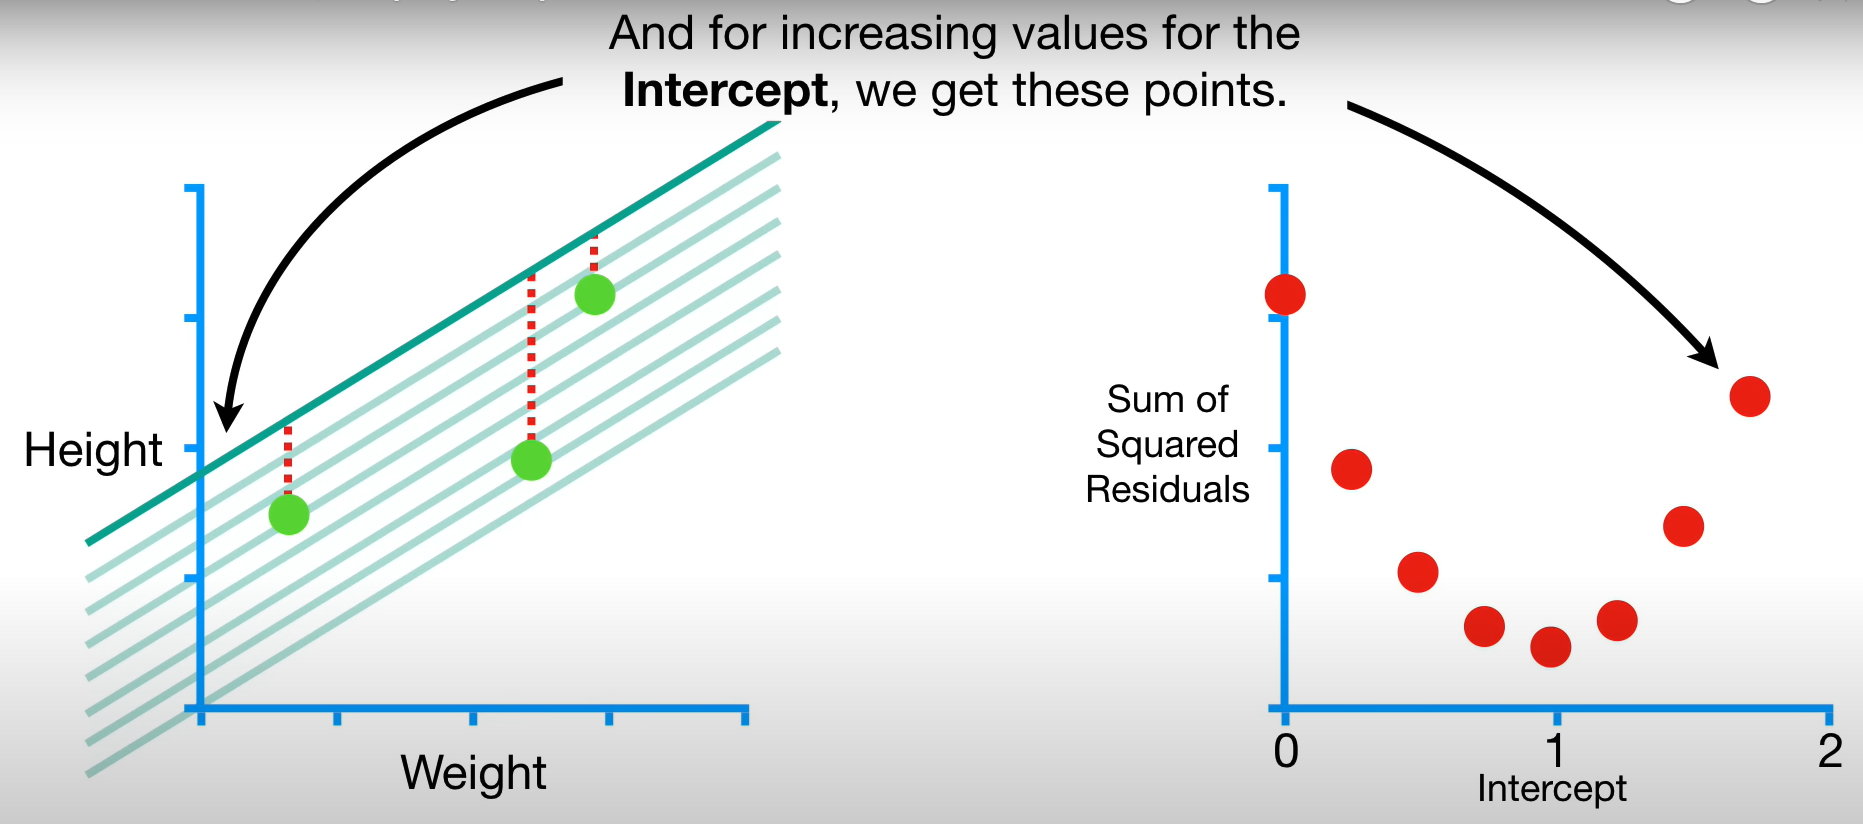 And for increasing values for the
Intercept, we get these points.
Height
Weight
Sum of
Squared
Residuals
0 1 2
Intercept